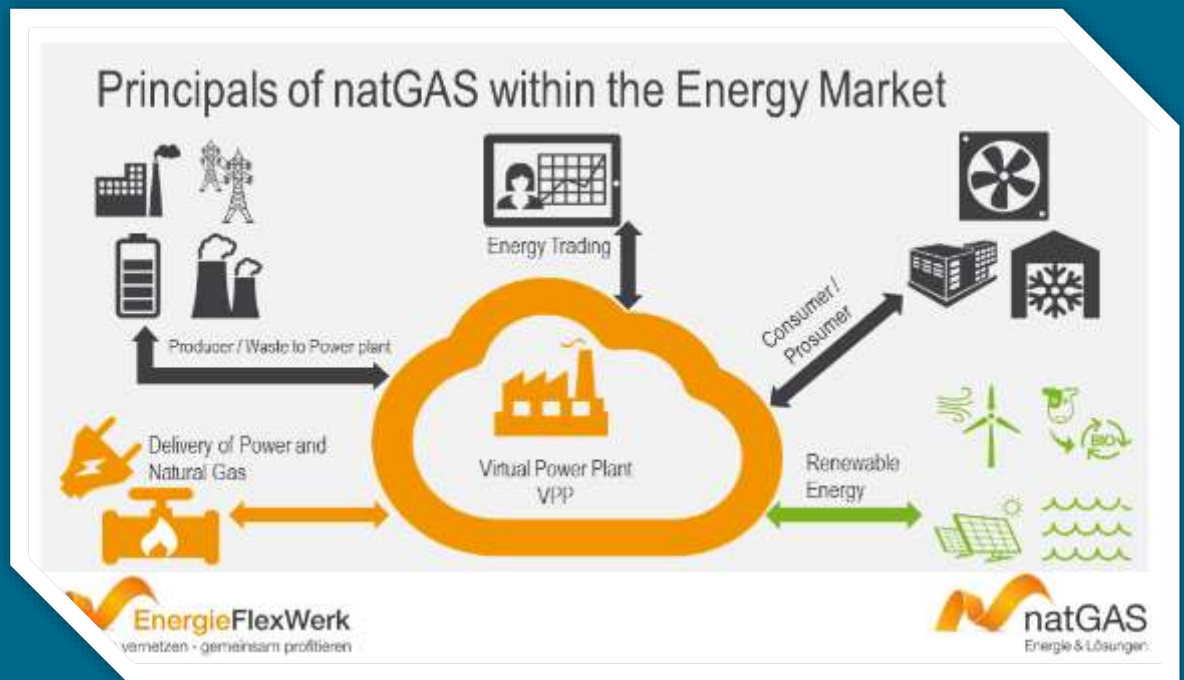 Principals of natGAS within the Energy Market
Energy Trading
Consumer /
Prosumer
Producer / Waste to Power plant
Delivery of Power and
Natural Gas
Virtual Power Plant
VPP
Renewable
Energy
BIO
EnergieFlexWerk
vernetzen - gemeinsam profitieren
natGAS
Energie & Lösungen